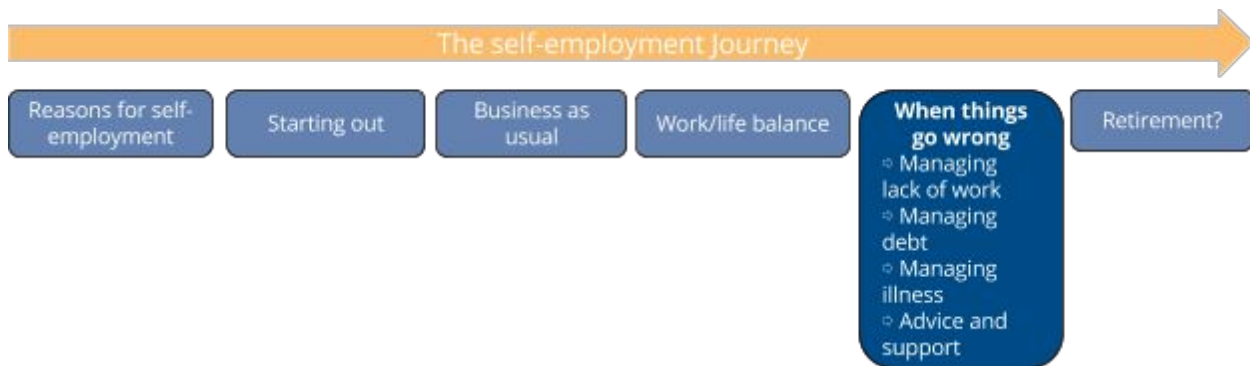 The self-employment Journey
Reasons for self-
employment
Starting out
Business as
usual
Work/life balance
When things
go wrong
⇨ Managing
lack of work
⇨ Managing
debt
⇨ Managing
illness
⇨ Advice and
support
Retirement?